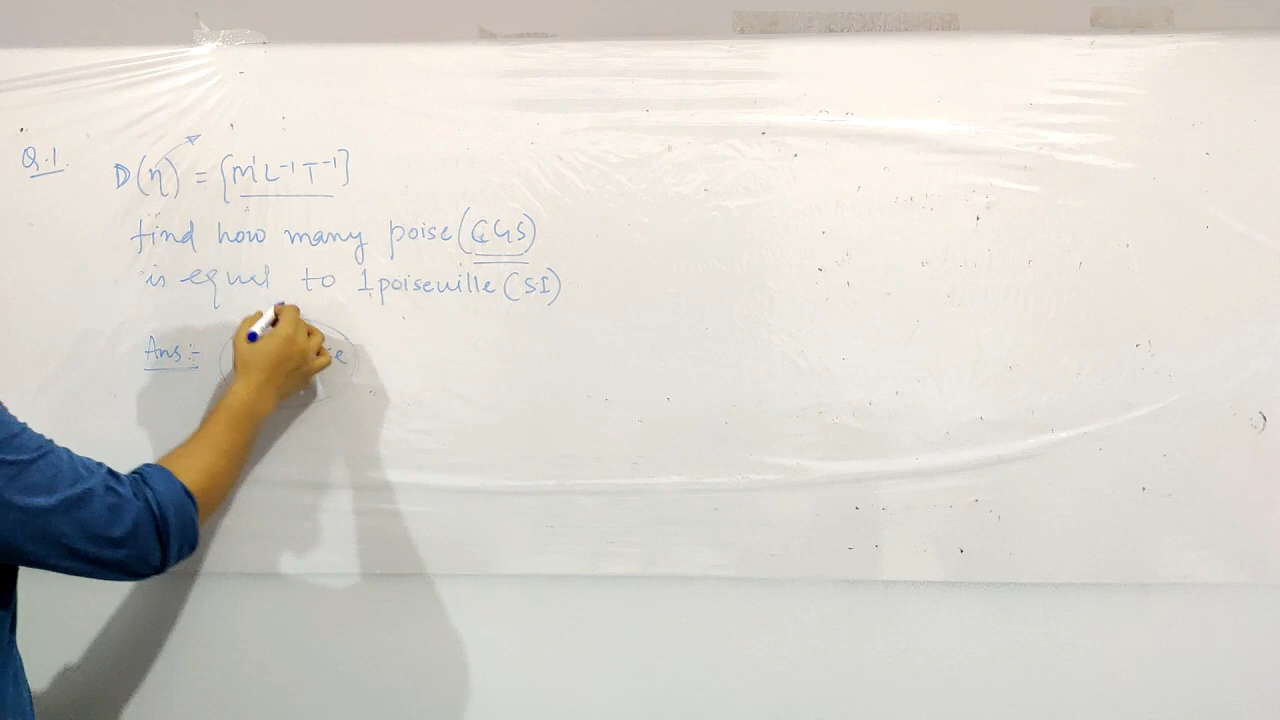 Q.1 D(η) = [M¹L⁻¹T⁻¹]
find how many poise (CGS)
is equal to 1 poiseuille (SI)
Ans:-